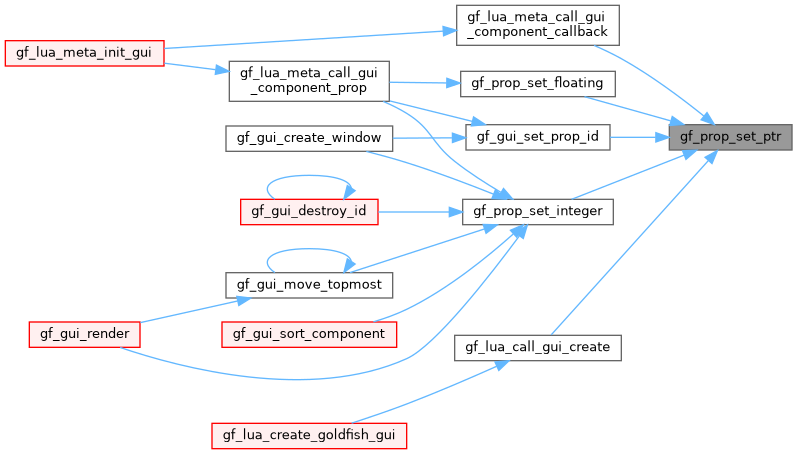 gf_lua_meta_call_gui
_component_callback
gf_lua_meta_init_gui
gf_lua_meta_call_gui
_component_prop
gf_prop_set_floating
gf_gui_create_window
gf_gui_set_prop_id
gf_prop_set_ptr
gf_gui_destroy_id
gf_prop_set_integer
gf_gui_move_topmost
gf_gui_render
gf_gui_sort_component
gf_lua_call_gui_create
gf_lua_create_goldfish_gui